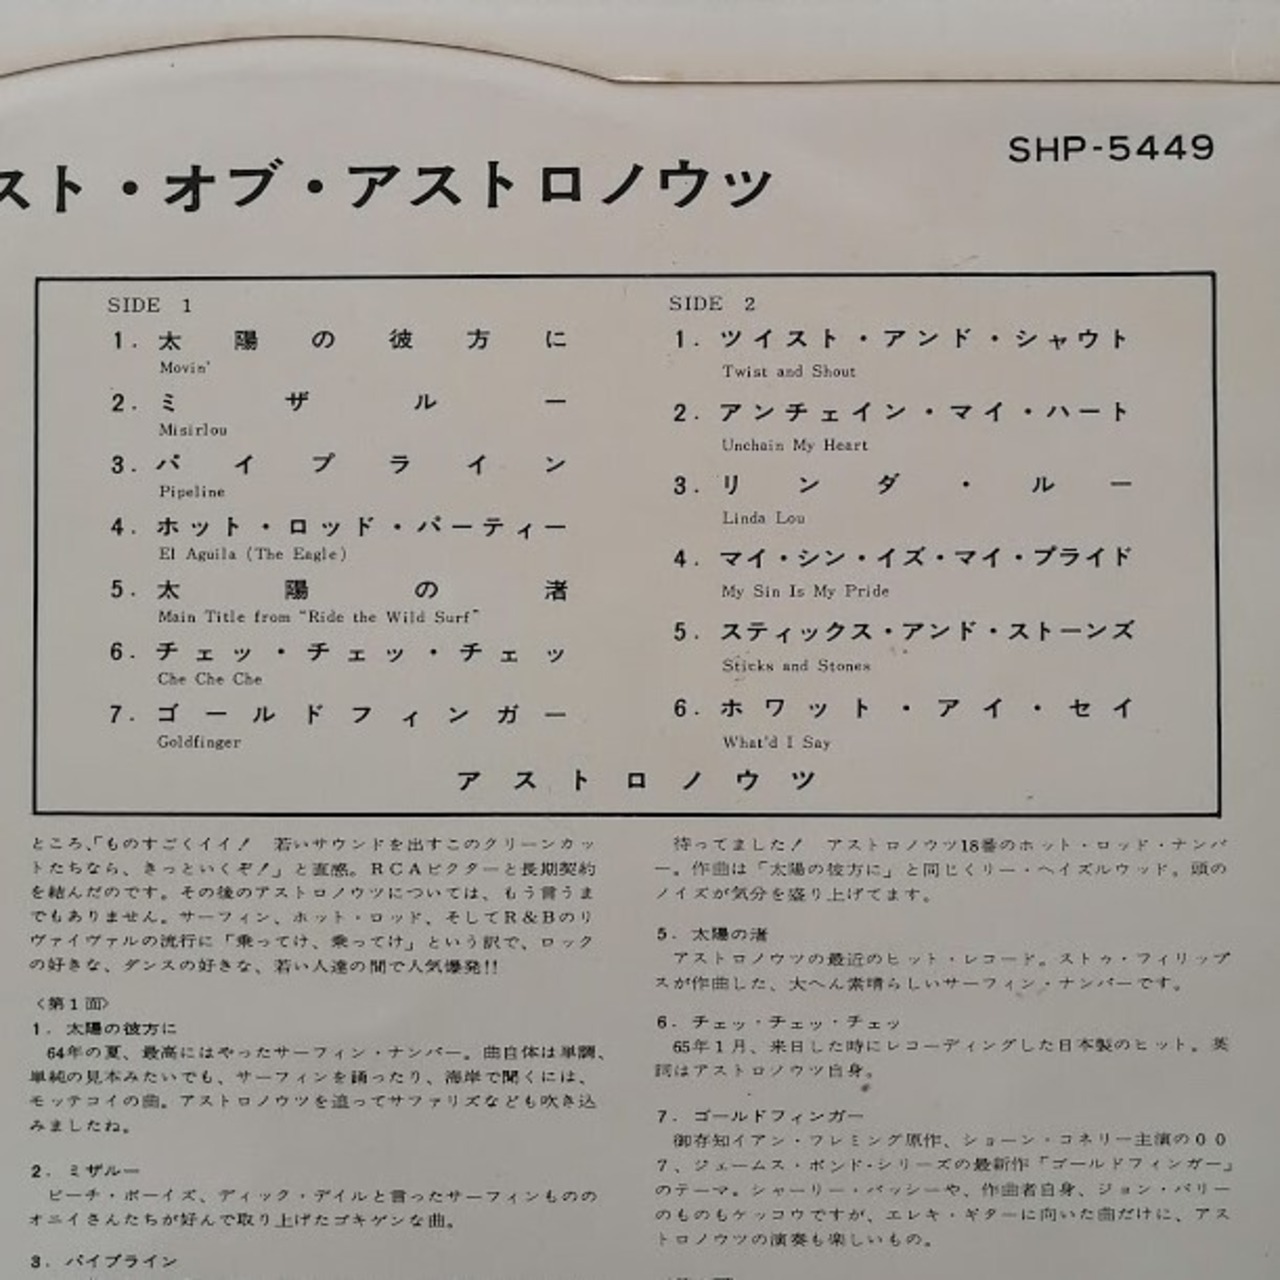 スト・オブ・アストロノウツ
SHP-5449
SIDE 1
1. 太陽の彼方に
Movin'
2. ミザルー
Misirlou
3. パイプライン
Pipeline
4. ホット・ロッド・パーティー
El Aguila (The Eagle)
5. 太陽の渚
Main Title from "Ride the Wild Surf"
6. チェッ・チェッ・チェッ
Che Che Che
7. ゴールドフィンガー
Goldfinger
SIDE 2
1. ツイスト・アンド・シャウト
Twist and Shout
2. アンチェイン・マイ・ハート
Unchain My Heart
3. リンダ・ルー
Linda Lou
4. マイ・シン・イズ・マイ・プライド
My Sin Is My Pride
5. スティックス・アンド・ストーンズ
Sticks and Stones
6. ホワット・アイ・セイ
What'd I Say
アストロノウツ
ところ、「ものすごくイイ！ 若いサウンドを出すこのクリーンカッ
トたちなら、きっといくぞ！」と直感。RCAビクターと長期契約
を結んだのです。その後のアストロノウツについては、もう言うま
でもありません。サーフィン、ホット・ロッド、そしてR&Bのリ
ヴァイヴァルの流行に「乗ってけ、乗ってけ」という訳で、ロック
の好きな、ダンスの好きな、若い人達の間で人気爆発!!
〈第1面〉
1. 太陽の彼方に
64年の夏、最高にはやったサーフィン・ナンバー。曲自体は単調、
単純の見本みたいでも、サーフィンを踊ったり、海岸で聞くには、
モッテコイの曲。アストロノウツを追ってサファリズなども吹き込
みましたね。
2. ミザルー
ビーチ・ボーイズ、ディック・デイルと言ったサーフィンものの
オニイさんたちが好んで取り上げたゴキゲンな曲。
3. パイプライン
待ってました！ アストロノウツ18番のホット・ロッド・ナンバ
ー。作曲は「太陽の彼方に」と同じくリー・ヘイズルウッド。頭の
ノイズが気分を盛り上げてます。
5. 太陽の渚
アストロノウツの最近のヒット・レコード。ストゥ・フィリップ
スが作曲した、大へん素晴らしいサーフィン・ナンバーです。
6. チェッ・チェッ・チェッ
65年1月、来日した時にレコーディングした日本製のヒット。英
詞はアストロノウツ自身。
7. ゴールドフィンガー
御存知イアン・フレミング原作、ショーン・コネリー主演の００
７、ジェームス・ボンド・シリーズの最新作「ゴールドフィンガー」
のテーマ。シャーリー・バッシーや、作曲者自身、ジョン・バリー
のものもケッコウですが、エレキ・ギターに向いた曲だけに、アス
トロノウツの演奏も楽しいもの。